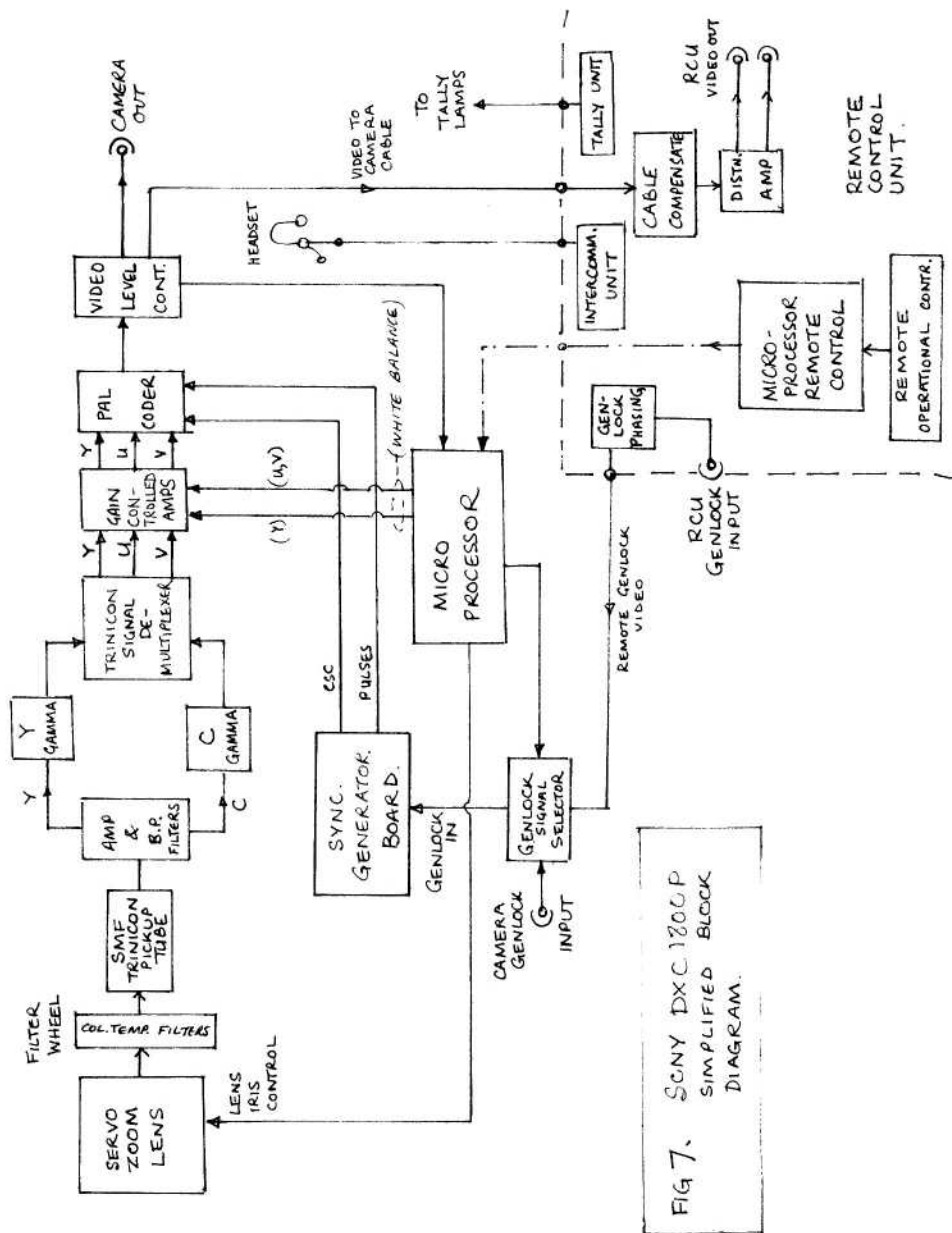 SERVO
ZOOM
LENS
FILTER
WHEEL
COL. TEMP. FILTERS
SMF
TRINICON
PICKUP
TUBE
AMP
&
B.P. FILTERS
Y
C
Y
GAMMA
C
GAMMA
TRINICON
SIGNAL
DE-
MULTIPLEXER
Y
U
V
GAIN
CON-
TROLLED
AMPS
Y
U
V
PAL
CODER
VIDEO
LEVEL
CONT.
CAMERA
OUT
LENS
IRIS
CONTROL
SYNC.
GENERATOR
BOARD.
CSC
PULSES
(Y)
(U,V)
(WHITE BALANCE)
MICRO
PROCESSOR
GENLOCK
IN
CAMERA
GENLOCK
INPUT
GENLOCK
SIGNAL
SELECTOR
REMOTE GENLOCK
VIDEO
HEADSET
VIDEO TO
CAMERA
CABLE
TO
TALLY
LAMPS
RCU
GENLOCK
INPUT
GEN-
LOCK
PHASING
INTERCOMM.
UNIT
TALLY UNIT
CABLE
COMPENSATE
DISTN.
AMP
RCU
VIDEO OUT
MICRO-
PROCESSOR
REMOTE
CONTROL
REMOTE
OPERATIONAL CONTR.
REMOTE
CONTROL
UNIT.
FIG 7. SONY DXC1800P
SIMPLIFIED BLOCK
DIAGRAM.